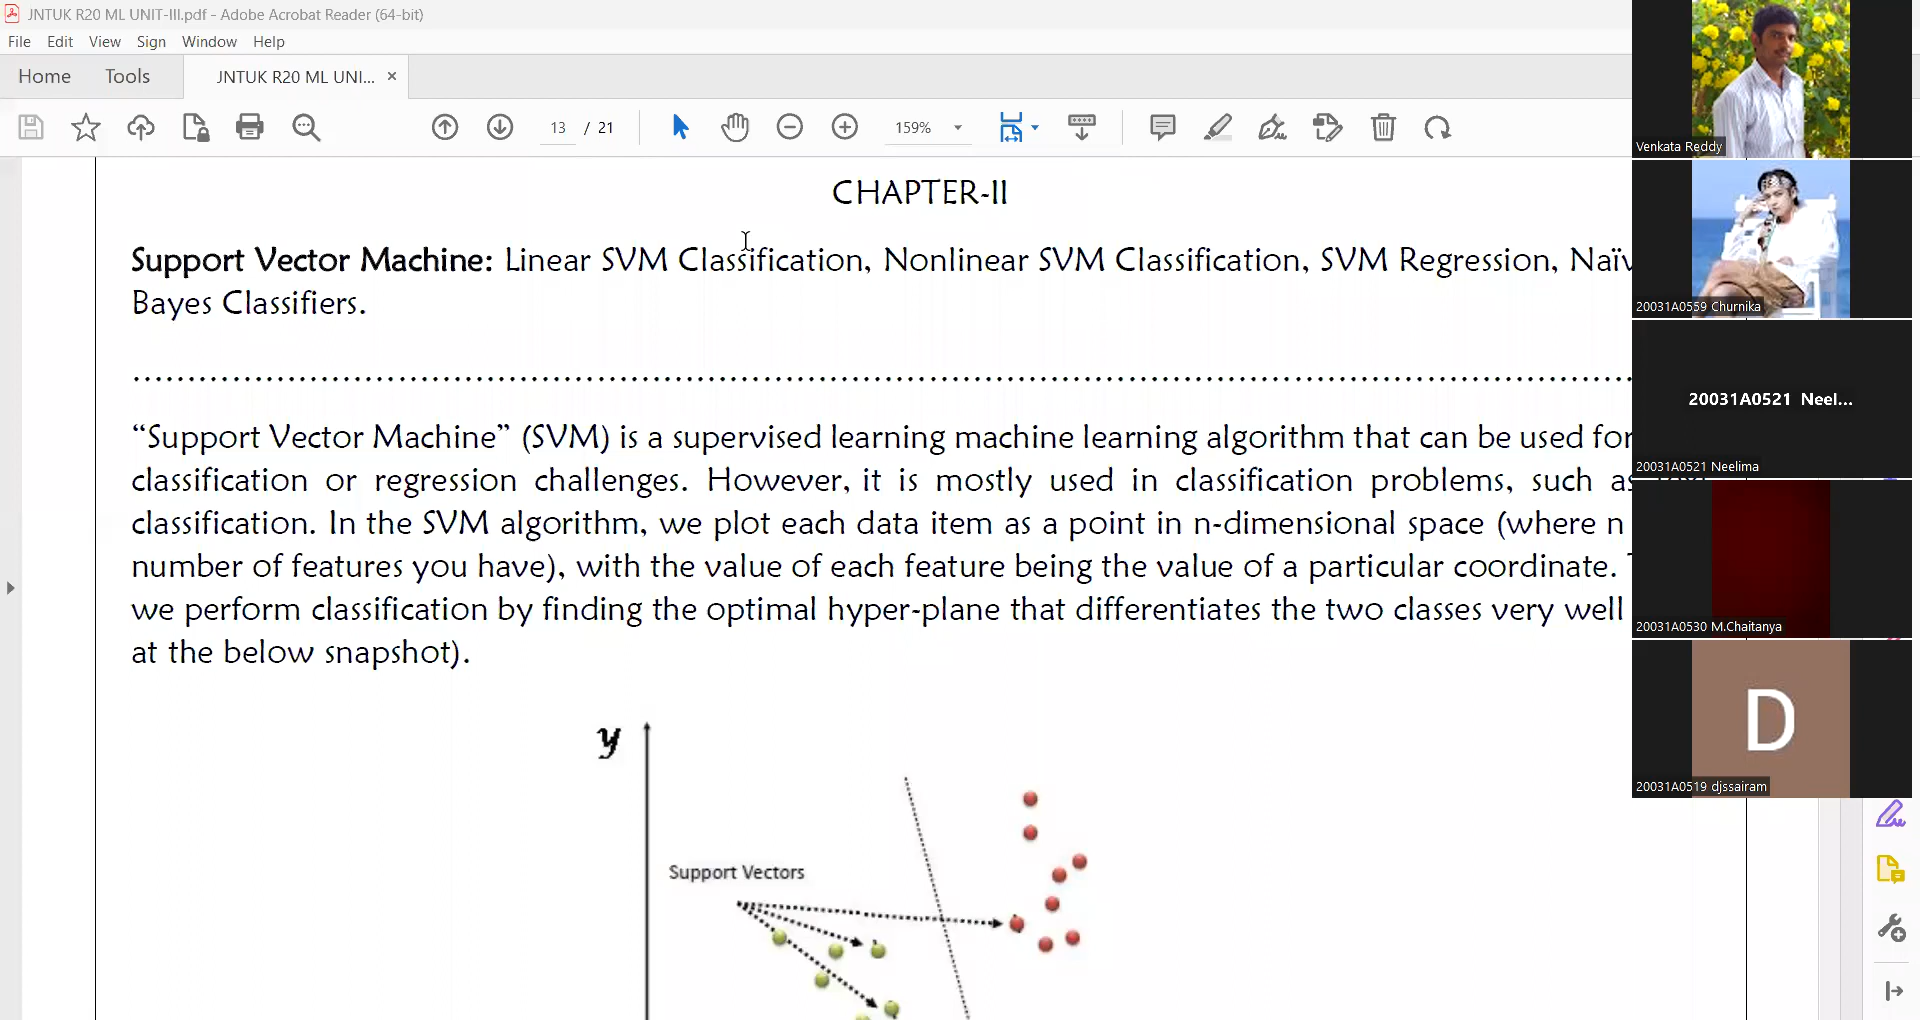 JNTUK R20 ML UNIT-III.pdf - Adobe Acrobat Reader (64-bit)
File Edit View Sign Window Help
Home Tools JNTUK R20 ML UNI... ×
13 / 21 159%
CHAPTER-II
Support Vector Machine: Linear SVM Classification, Nonlinear SVM Classification, SVM Regression, Naïv
Bayes Classifiers.
“Support Vector Machine” (SVM) is a supervised learning machine learning algorithm that can be used for
classification or regression challenges. However, it is mostly used in classification problems, such as
classification. In the SVM algorithm, we plot each data item as a point in n-dimensional space (where n
number of features you have), with the value of each feature being the value of a particular coordinate.
we perform classification by finding the optimal hyper-plane that differentiates the two classes very well
at the below snapshot).
y
Support Vectors
Venkata Reddy
20031A0559 Churnika
20031A0521 Neel...
20031A0521 Neelima
20031A0530 M.Chaitanya
D
20031A0519 djssairam